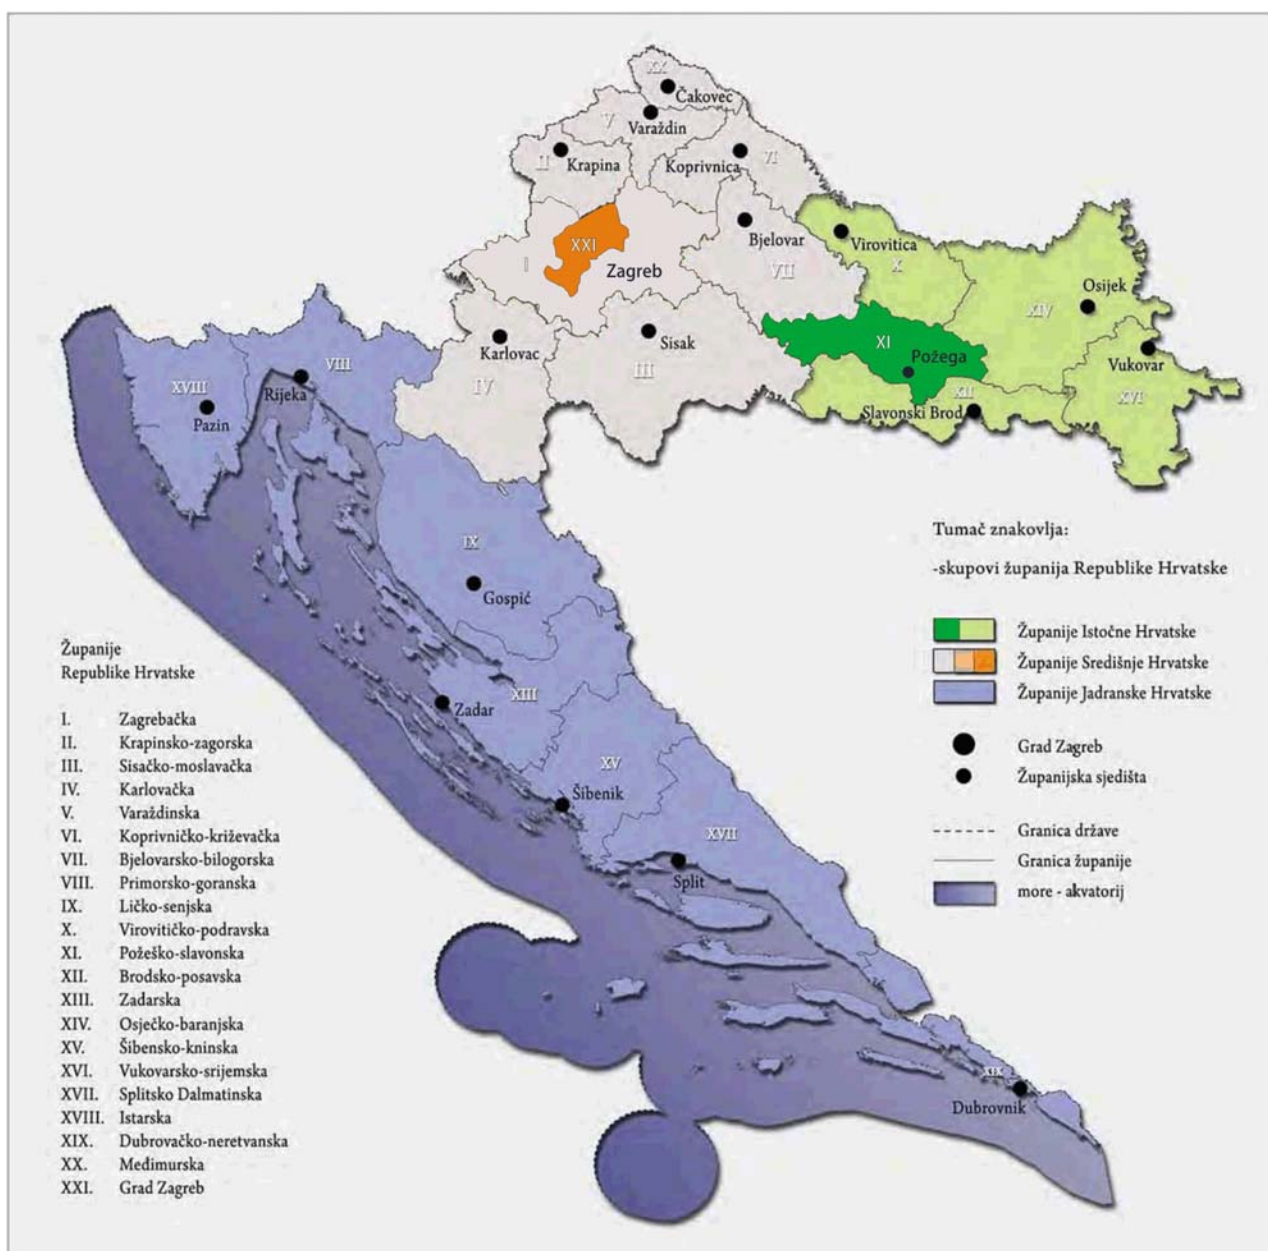 XX
Čakovec
V
Varaždin
II
Krapina
Koprivnica
VI
XXI
I
Zagreb
Bjelovar
VII
Virovitica
X
Osijek
XIV
Karlovac
IV
Sisak
III
XI
Požega
Vukovar
XVI
XII
Slavonski Brod
XVIII
Pazin
Rijeka
VIII
IX
Gospić
XIII
Zadar
XV
Šibenik
XVII
Split
XIX
Dubrovnik
Tumač znakovlja:
-skupovi županija Republike Hrvatske
Županije Istočne Hrvatske
Županije Središnje Hrvatske
Županije Jadranske Hrvatske
Grad Zagreb
Županijska sjedišta
Granica države
Granica županije
more - akvatorij
Županije
Republike Hrvatske
I. Zagrebačka
II. Krapinsko-zagorska
III. Sisačko-moslavačka
IV. Karlovačka
V. Varaždinska
VI. Koprivničko-križevačka
VII. Bjelovarsko-bilogorska
VIII. Primorsko-goranska
IX. Ličko-senjska
X. Virovitičko-podravska
XI. Požeško-slavonska
XII. Brodsko-posavska
XIII. Zadarska
XIV. Osječko-baranjska
XV. Šibensko-kninska
XVI. Vukovarsko-srijemska
XVII. Splitsko Dalmatinska
XVIII. Istarska
XIX. Dubrovačko-neretvanska
XX. Međimurska
XXI. Grad Zagreb